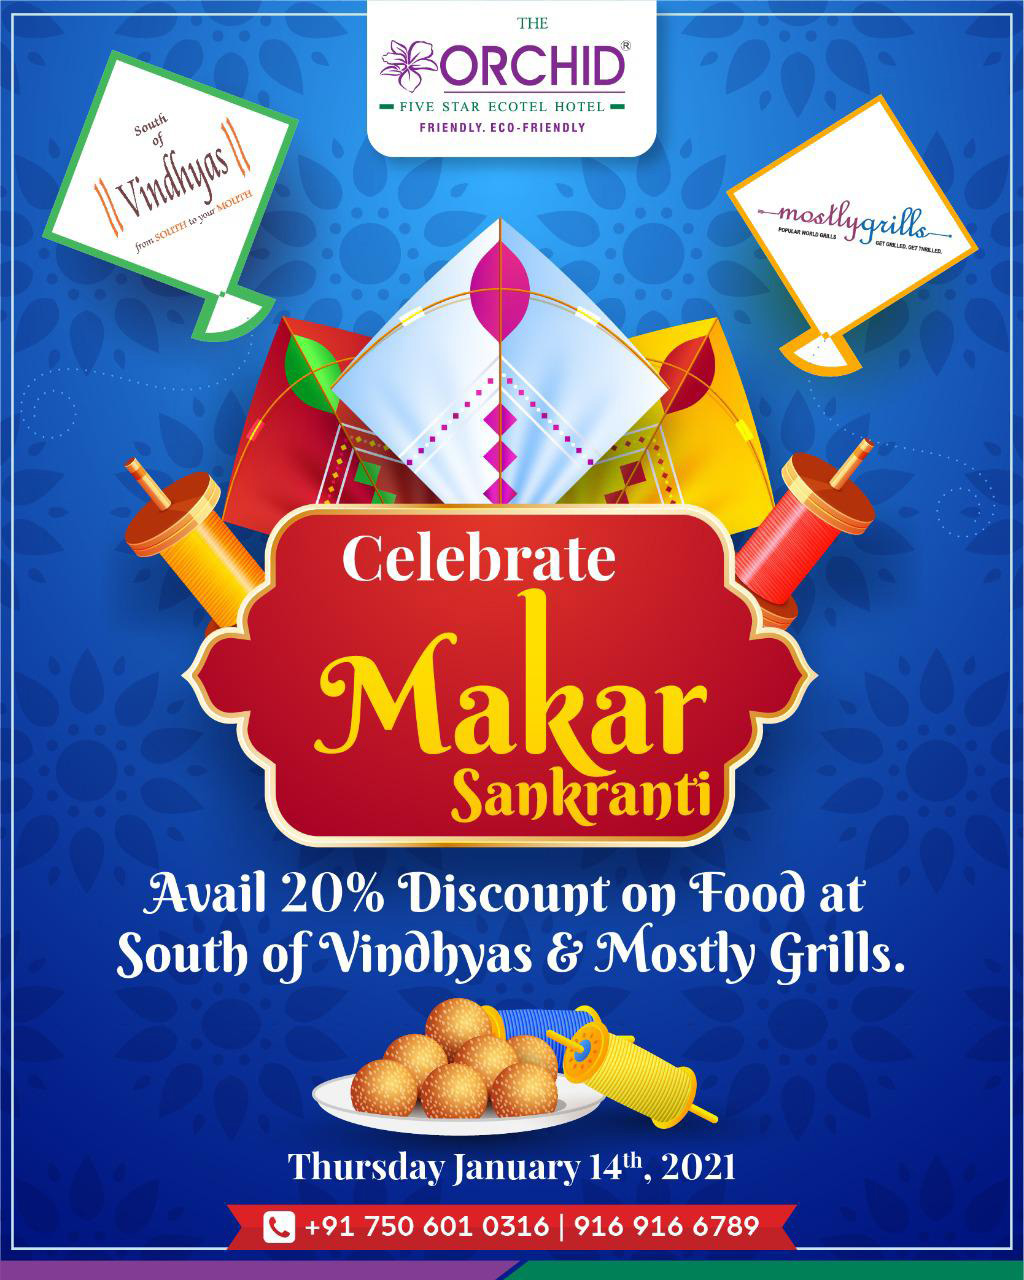 THE
ORCHID®
FIVE STAR ECOTEL HOTEL
FRIENDLY. ECO-FRIENDLY
South
of
Vindhyas
from SOUTH to your MOUTH
mostlygrills
POPULAR WORLD GRILLS
GET GRILLED. GET THRILLED.
Celebrate
Makar
Sankranti
Avail 20% Discount on Food at
South of Vindhyas & Mostly Grills.
Thursday January 14th, 2021
+91 750 601 0316 | 916 916 6789